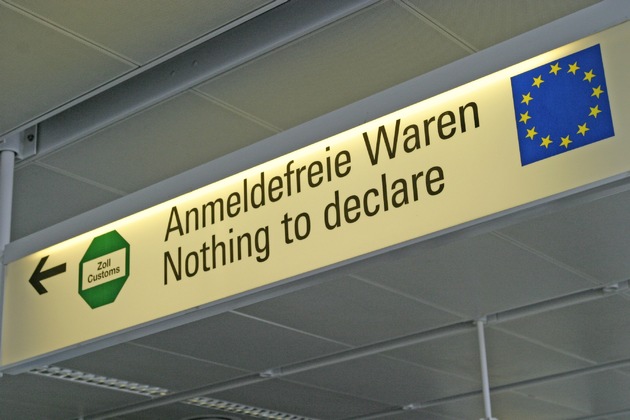 Zoll
Customs
Anmeldefreie Waren
Nothing to declare